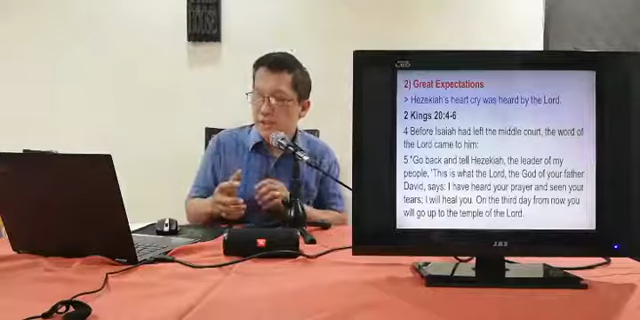 2) Great Expectations
> Hezekiah's heart cry was heard by the Lord.
2 Kings 20:4-6
4 Before Isaiah had left the middle court, the word of
the Lord came to him:
5 "Go back and tell Hezekiah, the leader of my
people, 'This is what the Lord, the God of your father
David, says: I have heard your prayer and seen your
tears; I will heal you. On the third day from now you
will go up to the temple of the Lord.
JBL